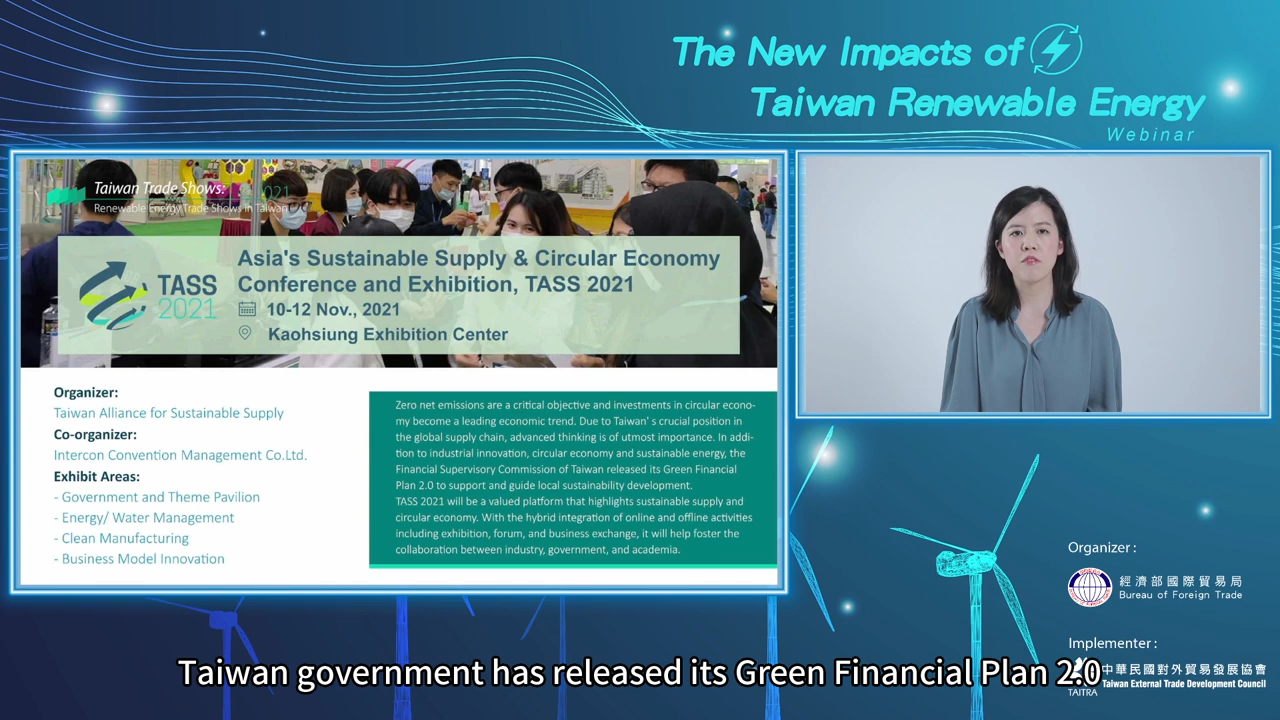 The New Impacts of
Taiwan Renewable Energy
Webinar
Taiwan Trade Shows: 2021
Renewable Energy Trade Shows in Taiwan
TASS
2021
Asia's Sustainable Supply & Circular Economy
Conference and Exhibition, TASS 2021
10-12 Nov., 2021
Kaohsiung Exhibition Center
Organizer:
Taiwan Alliance for Sustainable Supply
Co-organizer:
Intercon Convention Management Co.Ltd.
Exhibit Areas:
- Government and Theme Pavilion
- Energy/ Water Management
- Clean Manufacturing
- Business Model Innovation
Zero net emissions are a critical objective and investments in circular econo-
my become a leading economic trend. Due to Taiwan' s crucial position in
the global supply chain, advanced thinking is of utmost importance. In addi-
tion to industrial innovation, circular economy and sustainable energy, the
Financial Supervisory Commission of Taiwan released its Green Financial
Plan 2.0 to support and guide local sustainability development.
TASS 2021 will be a valued platform that highlights sustainable supply and
circular economy. With the hybrid integration of online and offline activities
including exhibition, forum, and business exchange, it will help foster the
collaboration between industry, government, and academia.
Organizer :
經濟部國際貿易局
Bureau of Foreign Trade
Implementer :
中華民國對外貿易發展協會
Taiwan External Trade Development Council
TAITRA
Taiwan government has released its Green Financial Plan 2.0